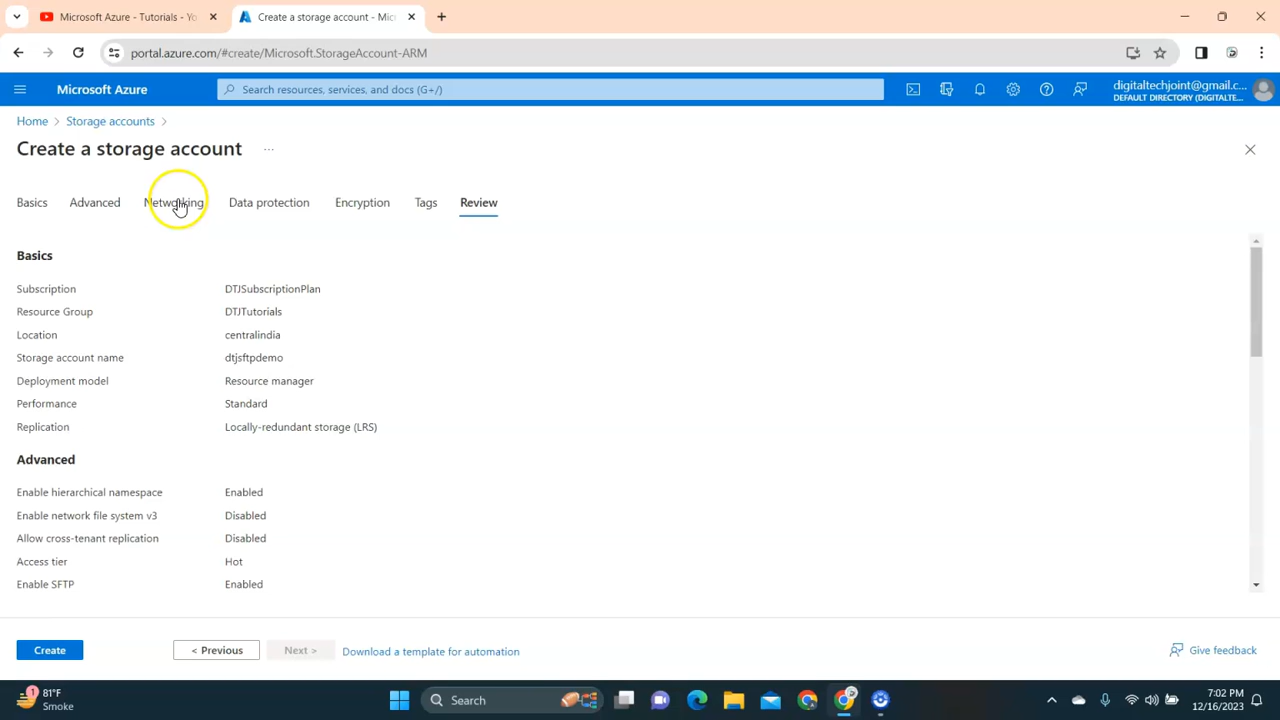 Microsoft Azure - Tutorials - Yo
Create a storage account - Mic
portal.azure.com/#create/Microsoft.StorageAccount-ARM
Microsoft Azure
Search resources, services, and docs (G+/)
digitaltechjoint@gmail.c...
DEFAULT DIRECTORY (DIGITALTE...
Home > Storage accounts >
Create a storage account ...
Basics Advanced Networking Data protection Encryption Tags Review
Basics
Subscription DTJSubscriptionPlan
Resource Group DTJTutorials
Location centralindia
Storage account name dtjsftpdemo
Deployment model Resource manager
Performance Standard
Replication Locally-redundant storage (LRS)
Advanced
Enable hierarchical namespace Enabled
Enable network file system v3 Disabled
Allow cross-tenant replication Disabled
Access tier Hot
Enable SFTP Enabled
Create < Previous Next > Download a template for automation Give feedback
1 81°F
Smoke
Search
7:02 PM
12/16/2023